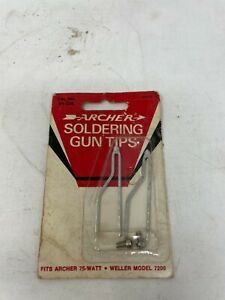 ARCHER
SOLDERING
GUN TIPS
FITS ARCHER 75-WATT • WELLER MODEL 7200